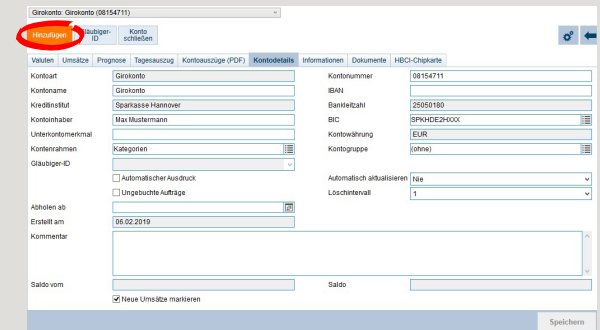 Girokonto: Girokonto (08154711)
Hinzufügen
Gläubiger-ID
Konto schließen
Valuten Umsätze Prognose Tagesauszug Kontoauszüge (PDF) Kontodetails Informationen Dokumente HBCI-Chipkarte
Kontoart Girokonto Kontonummer 08154711
Kontoname Girokonto IBAN
Kreditinstitut Sparkasse Hannover Bankleitzahl 25050180
Kontoinhaber Max Mustermann BIC SPKHDE2HXXX
Unterkontomerkmal Kontowährung EUR
Kontenrahmen Kategorien Kontogruppe (ohne)
Gläubiger-ID
Automatischer Ausdruck Automatisch aktualisieren Nie
Ungebuchte Aufträge Löschintervall 1
Abholen ab
Erstellt am 06.02.2019
Kommentar
Saldo vom Saldo
Neue Umsätze markieren
Speichern